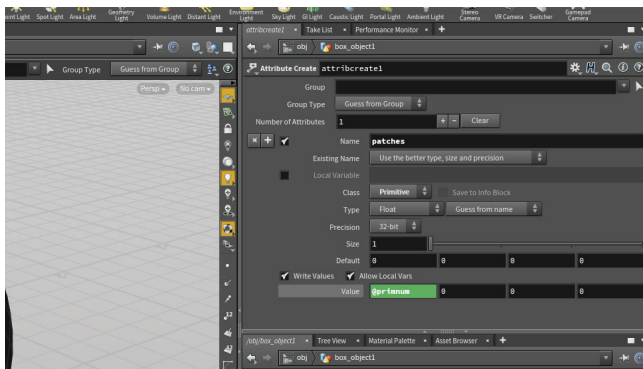 Point Light Spot Light Area Light Geometry Light Volume Light Distant Light Environment Light Sky Light GI Light Caustic Light Portal Light Ambient Light Stereo Camera VR Camera Switcher Gamepad Camera
attribcreate1 × Take List × Performance Monitor × +
obj box_object1
Group Type Guess from Group
Attribute Create attribcreate1
Persp No cam
Group
Group Type Guess from Group
Number of Attributes 1 + - Clear
× + Name patches
Existing Name Use the better type, size and precision
Local Variable
Class Primitive Save to Info Block
Type Float Guess from name
Precision 32-bit
Size 1
Default 0 0 0 0
Write Values Allow Local Vars
Value @primnum 0 0 0
12
/obj/box_object1 × Tree View × Material Palette × Asset Browser × +
obj box_object1